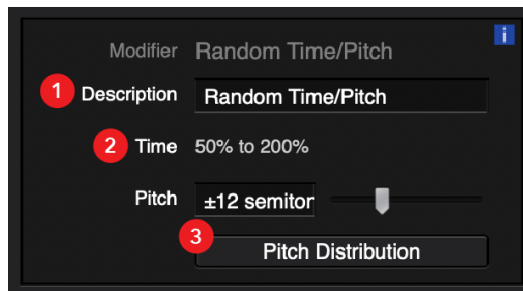 i
Modifier Random Time/Pitch
1 Description Random Time/Pitch
2 Time 50% to 200%
Pitch ±12 semitor
3
Pitch Distribution